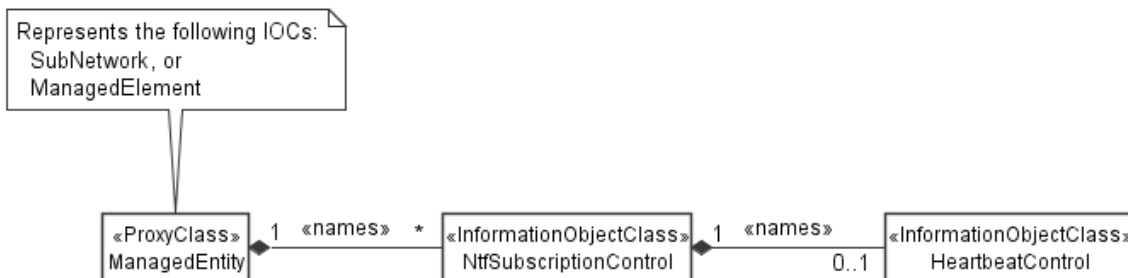 Represents the following IOCs:
SubNetwork, or
ManagedElement
«ProxyClass»
ManagedEntity
1 «names» *
«InformationObjectClass»
NtfSubscriptionControl
1 «names»
0..1
«InformationObjectClass»
HeartbeatControl